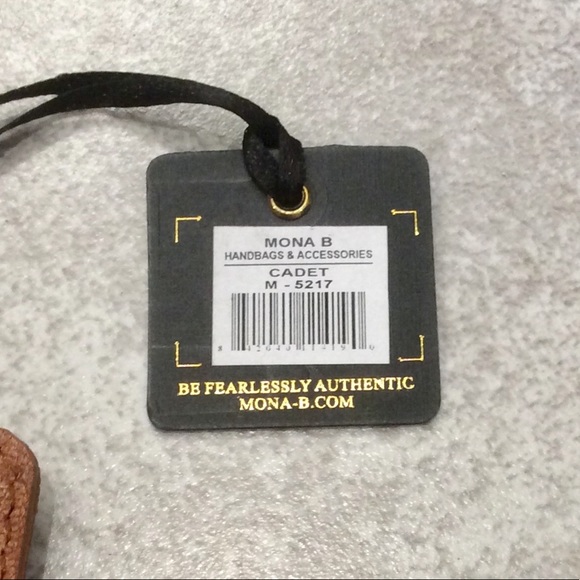 MONA B
HANDBAGS & ACCESSORIES
CADET
M - 5217
BE FEARLESSLY AUTHENTIC
MONA-B.COM